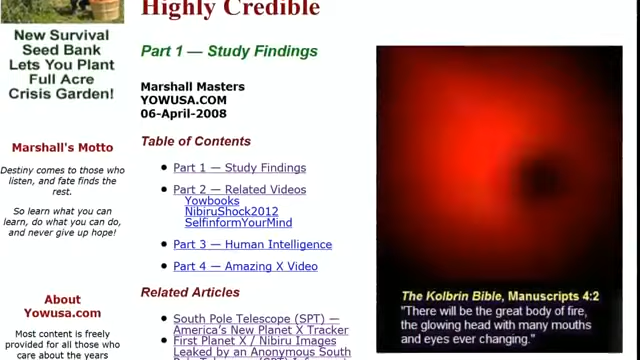 Highly Credible
New Survival
Seed Bank
Lets You Plant
Full Acre
Crisis Garden!
Marshall's Motto
Destiny comes to those who
listen, and fate finds the
rest.
So learn what you can
learn, do what you can do,
and never give up hope!
About
Yowusa.com
Most content is freely
provided for all those who
care about the years
Part 1 — Study Findings
Marshall Masters
YOWUSA.COM
06-April-2008
Table of Contents
Part 1 — Study Findings
Part 2 — Related Videos
Yowbooks
NibiruShock2012
SelfinformYourMind
Part 3 — Human Intelligence
Part 4 — Amazing X Video
Related Articles
South Pole Telescope (SPT) —
America's New Planet X Tracker
First Planet X / Nibiru Images
Leaked by an Anonymous South
The Kolbrin Bible, Manuscripts 4:2
"There will be the great body of fire,
the glowing head with many mouths
and eyes ever changing."